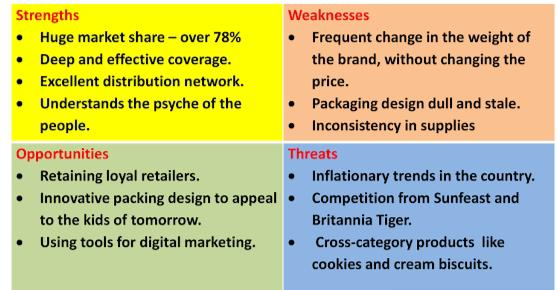 Strengths
• Huge market share – over 78%
• Deep and effective coverage.
• Excellent distribution network.
• Understands the psyche of the
people.
Weaknesses
• Frequent change in the weight of
the brand, without changing the
price.
• Packaging design dull and stale.
• Inconsistency in supplies
Opportunities
• Retaining loyal retailers.
• Innovative packing design to appeal
to the kids of tomorrow.
• Using tools for digital marketing.
Threats
• Inflationary trends in the country.
• Competition from Sunfeast and
Britannia Tiger.
• Cross-category products like
cookies and cream biscuits.